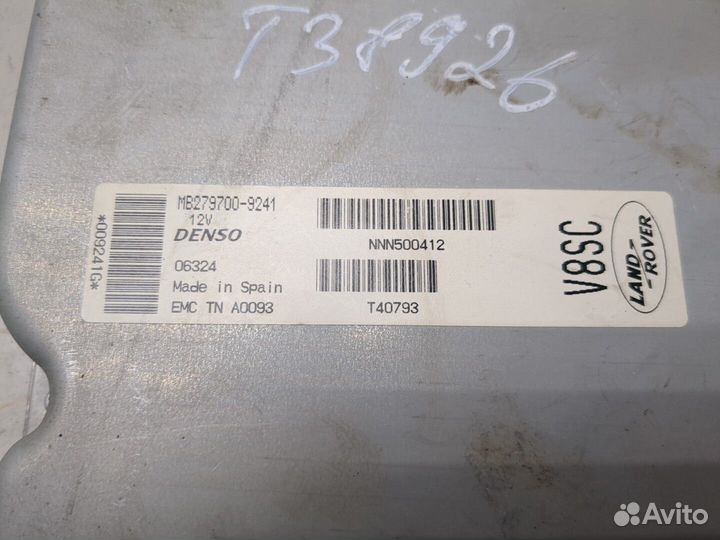 T38926
MB279700-9241
12V
DENSO
06324
Made in Spain
EMC TN A0093
*009241G*
NNN500412
T40793
V8SC
LAND-
-ROVER
Avito